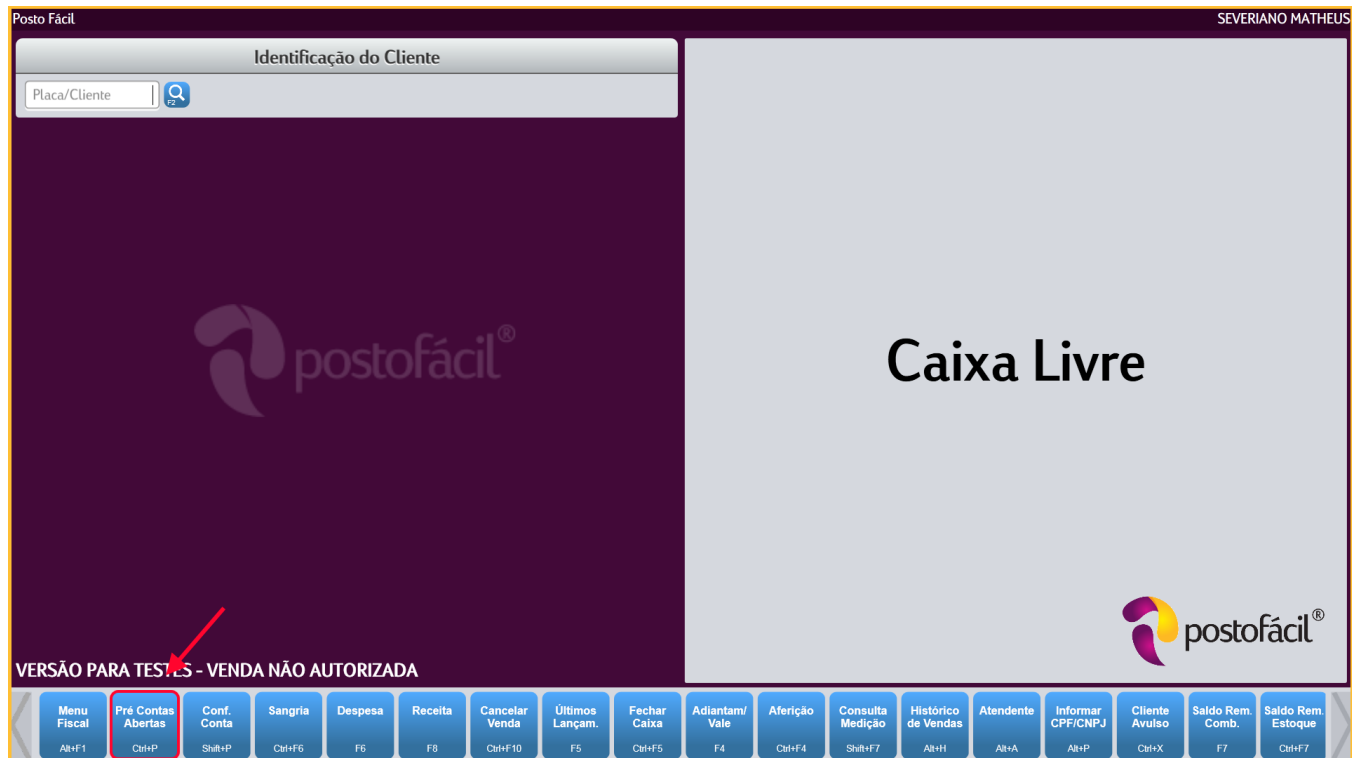 Posto Fácil
SEVERIANO MATHEUS
Identificação do Cliente
Placa/Cliente
F2
postofácil®
Caixa Livre
postofácil®
VERSÃO PARA TESTES - VENDA NÃO AUTORIZADA
Menu
Fiscal
Alt+F1
Pré Contas
Abertas
Ctrl+P
Conf.
Conta
Shift+P
Sangria
Ctrl+F6
Despesa
F6
Receita
F8
Cancelar
Venda
Ctrl+F10
Últimos
Lançam.
F5
Fechar
Caixa
Ctrl+F5
Adiantam/
Vale
F4
Aferição
Ctrl+F4
Consulta
Medição
Shift+F7
Histórico
de Vendas
Alt+H
Atendente
Alt+A
Informar
CPF/CNPJ
Alt+P
Cliente
Avulso
Ctrl+X
Saldo Rem.
Comb.
F7
Saldo Rem.
Estoque
Ctrl+F7